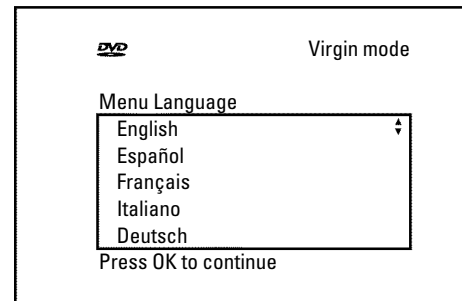 DVD
Virgin mode
Menu Language
English
Español
Français
Italiano
Deutsch
Press OK to continue